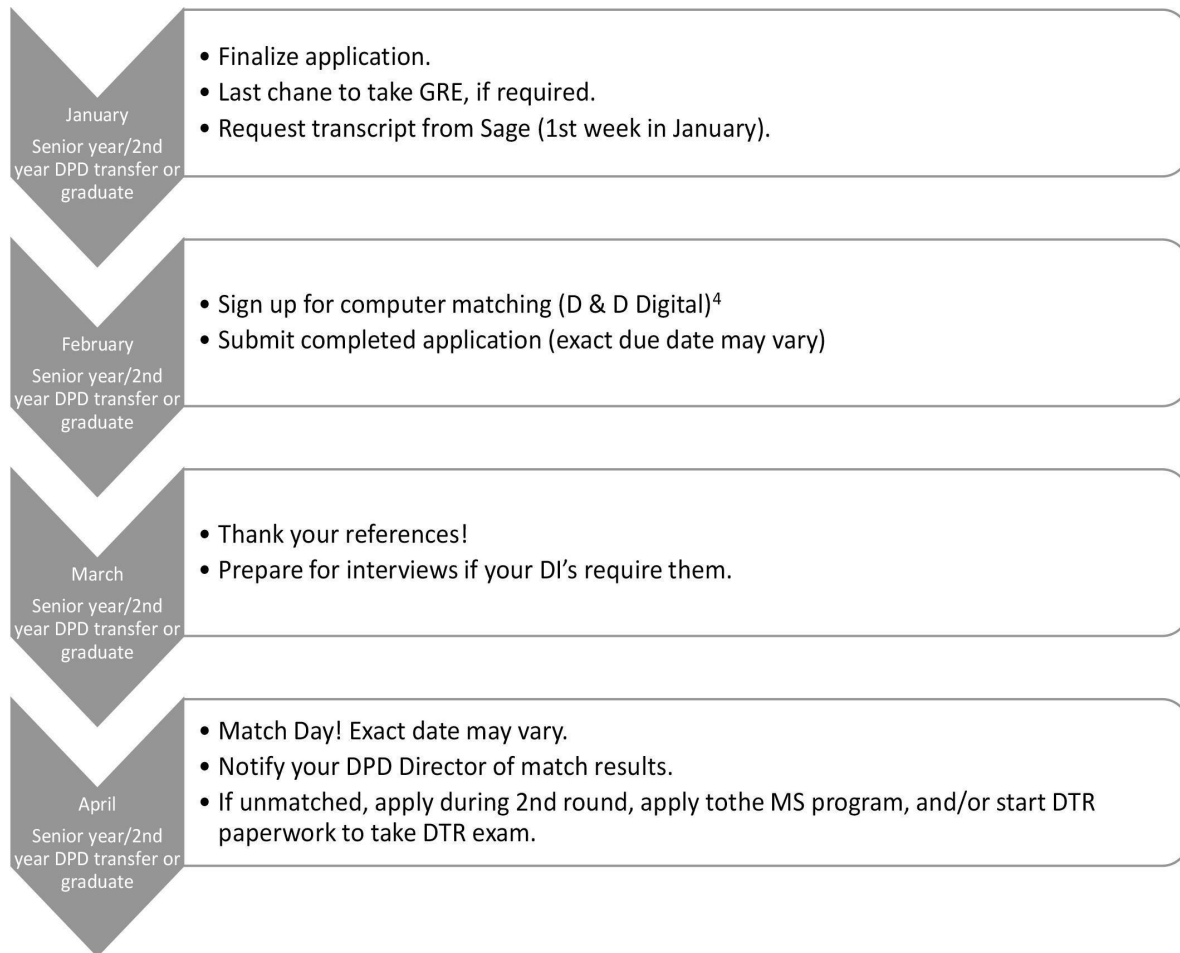 January
Senior year/2nd
year DPD transfer or
graduate
• Finalize application.
• Last chane to take GRE, if required.
• Request transcript from Sage (1st week in January).
February
Senior year/2nd
year DPD transfer or
graduate
• Sign up for computer matching (D & D Digital)⁴
• Submit completed application (exact due date may vary)
March
Senior year/2nd
year DPD transfer or
graduate
• Thank your references!
• Prepare for interviews if your DI’s require them.
April
Senior year/2nd
year DPD transfer or
graduate
• Match Day! Exact date may vary.
• Notify your DPD Director of match results.
• If unmatched, apply during 2nd round, apply tothe MS program, and/or start DTR
paperwork to take DTR exam.